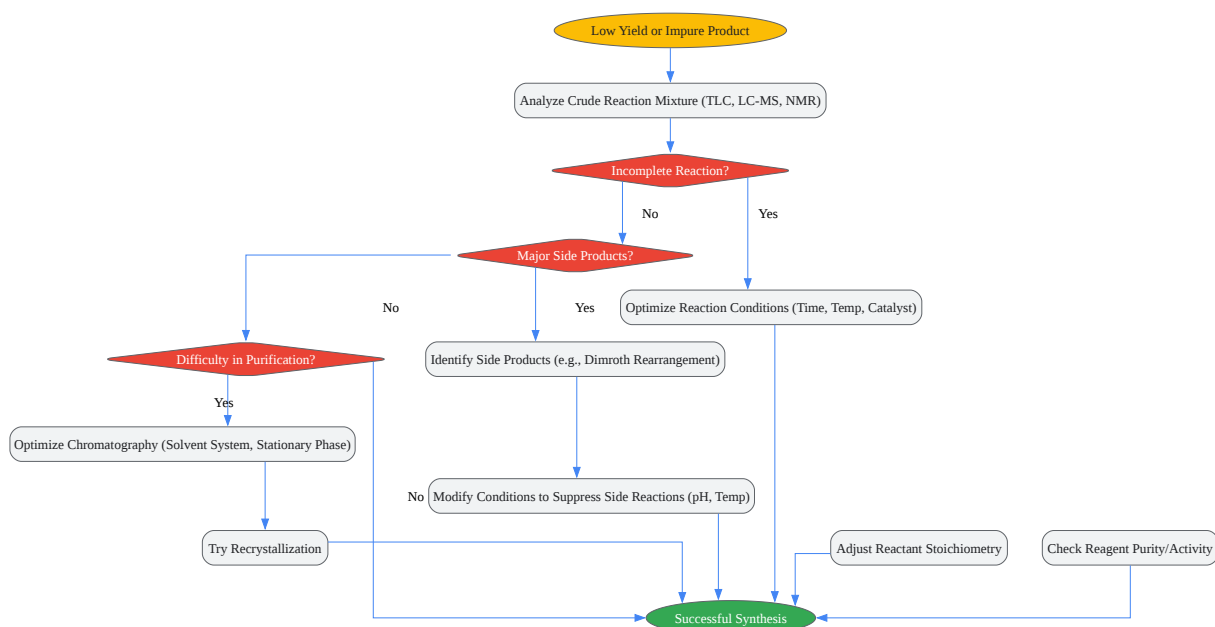 Low Yield or Impure Product
Analyze Crude Reaction Mixture (TLC, LC-MS, NMR)
Incomplete Reaction?
No
Yes
Major Side Products?
No
Yes
Optimize Reaction Conditions (Time, Temp, Catalyst)
Difficulty in Purification?
Identify Side Products (e.g., Dimroth Rearrangement)
Yes
Optimize Chromatography (Solvent System, Stationary Phase)
No
Modify Conditions to Suppress Side Reactions (pH, Temp)
Try Recrystallization
Adjust Reactant Stoichiometry
Check Reagent Purity/Activity
Successful Synthesis